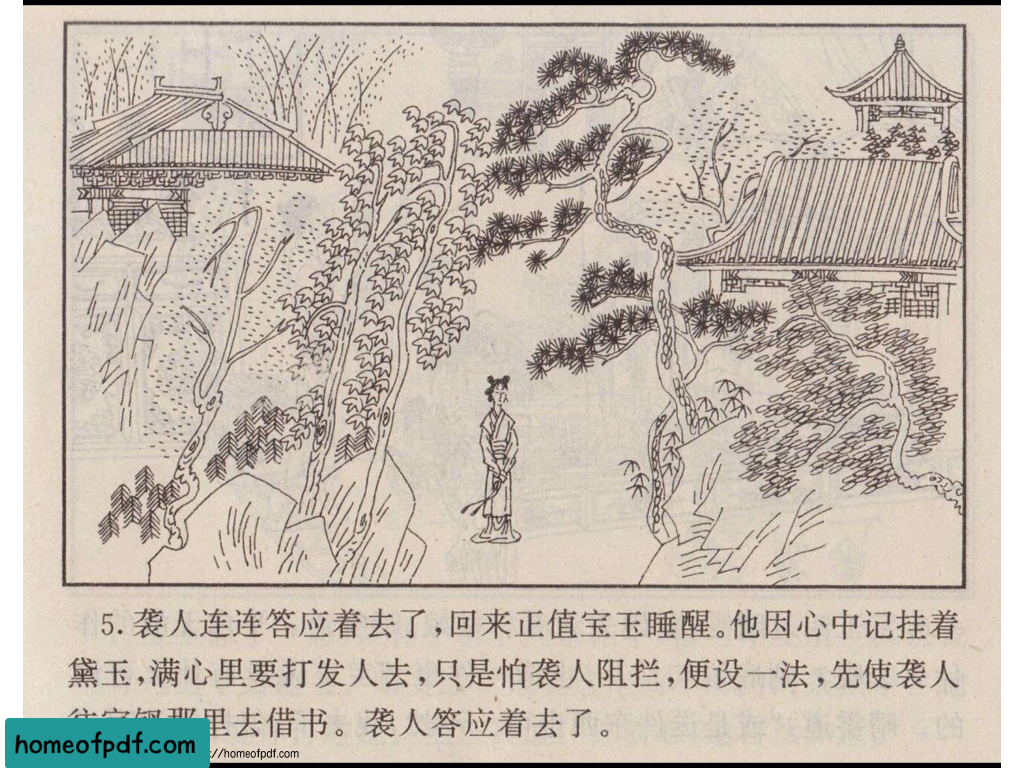 5. 袭人连连答应着去了,回来正值宝玉睡醒。他因心中记挂着
黛玉,满心里要打发人去,只是怕袭人阻拦,便设一法,先使袭人
那里去借书。袭人答应着去了。
homeofpdf.com
//homeofpdf.com